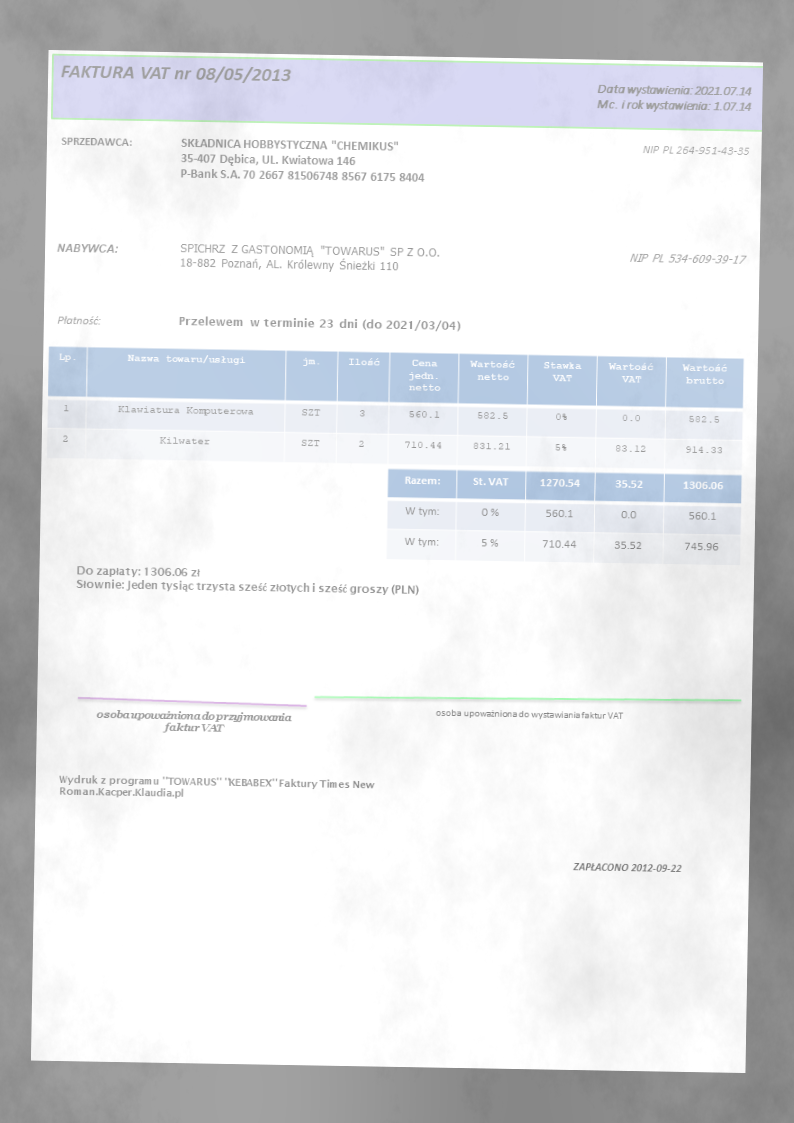 FAKTURA VAT nr 08/05/2013
Data wystawienia: 2021.07.14
Mc. i rok wystawienia: 1.07.14
SPRZEDAWCA: SKŁADNICA HOBBYSTYCZNA "CHEMIKUS" NIP PL 264-951-43-35
35-407 Dębica, UL. Kwiatowa 146
P-Bank S.A. 70 2667 81506748 8567 6175 8404
NABYWCA: SPICHRZ Z GASTONOMIĄ "TOWARUS" SP Z O.O. NIP PL 534-609-39-17
18-882 Poznań, AL. Królewny Śnieżki 110
Płatność: Przelewem w terminie 23 dni (do 2021/03/04)
Lp. Nazwa towaru/usługi jm. Ilość Cena jedn. netto Wartość netto Stawka VAT Wartość VAT Wartość brutto
1 Klawiatura Komputerowa SZT 3 560.1 582.5 0% 0.0 582.5
2 Kilwater SZT 2 710.44 831.21 5% 83.12 914.33
Razem: St. VAT 1270.54 35.52 1306.06
W tym: 0 % 560.1 0.0 560.1
W tym: 5 % 710.44 35.52 745.96
Do zapłaty: 1306.06 zł
Słownie: Jeden tysiąc trzysta sześć złotych i sześć groszy (PLN)
osoba upoważniona do przyjmowania
faktur VAT
osoba upoważniona do wystawiania faktur VAT
Wydruk z programu "TOWARUS" "KEBABEX" Faktury Times New
Roman.Kacper.Klaudia.pl
ZAPŁACONO 2012-09-22